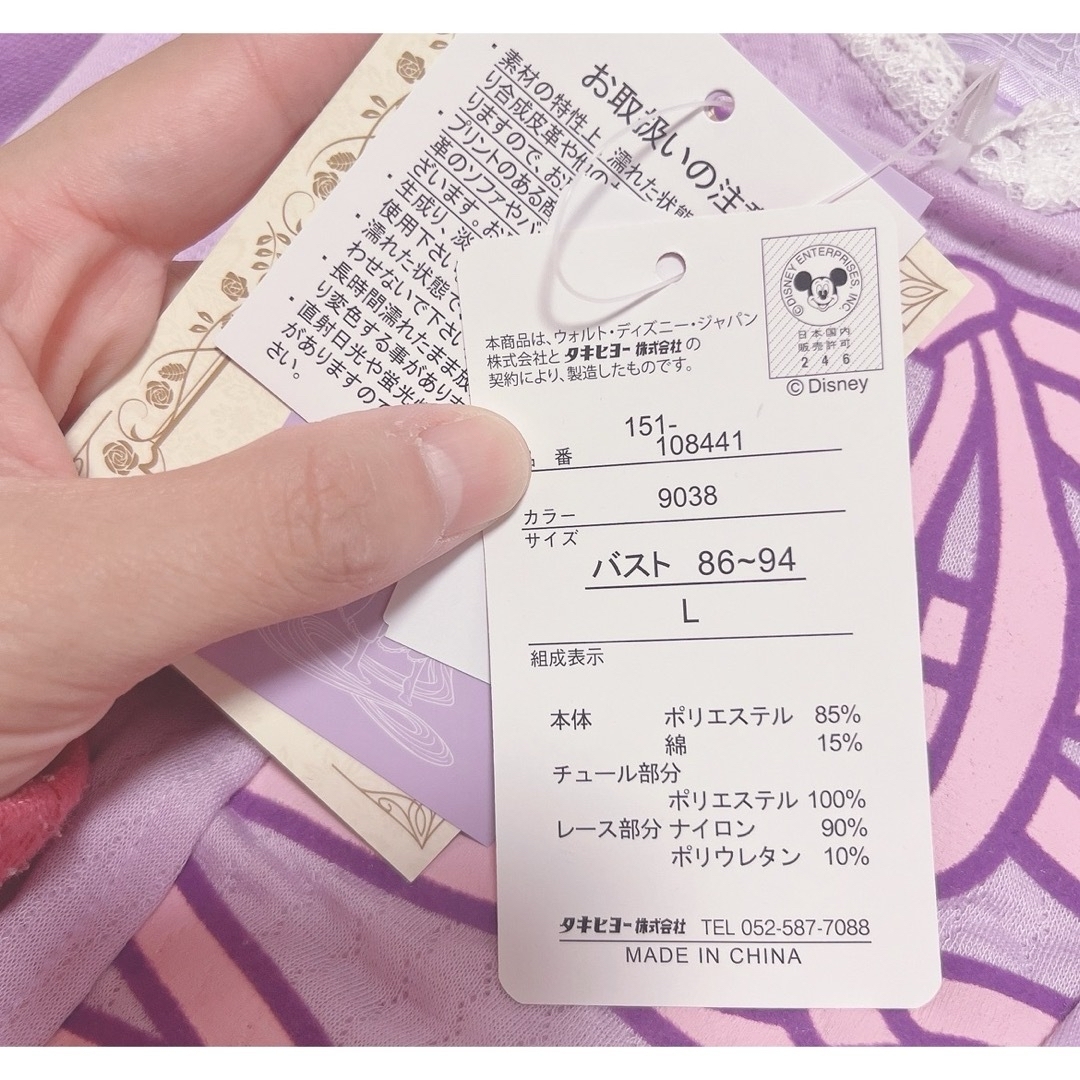 お取扱いの注
・素材の特性上、濡れた状態
り合成皮革や他の
りますので、お
・プリントのある
革のソファやバ
ざいます。お
・生成り、淡
使用下さい
・濡れた状態で
わせないで下さい
・長時間濡れたまま放
り変色する事があります
・直射日光や蛍光
がありますので
さい。
本商品は、ウォルト・ディズニー・ジャパン
株式会社とタキヒヨー株式会社の
契約により、製造したものです。
©DISNEY ENTERPRISES INC.
日本国内
販売許可
246
©Disney
151-
番 108441
カラー 9038
サイズ
バスト 86~94
L
組成表示
本体 ポリエステル 85%
綿 15%
チュール部分
ポリエステル 100%
レース部分 ナイロン 90%
ポリウレタン 10%
タキヒヨー株式会社 TEL 052-587-7088
MADE IN CHINA